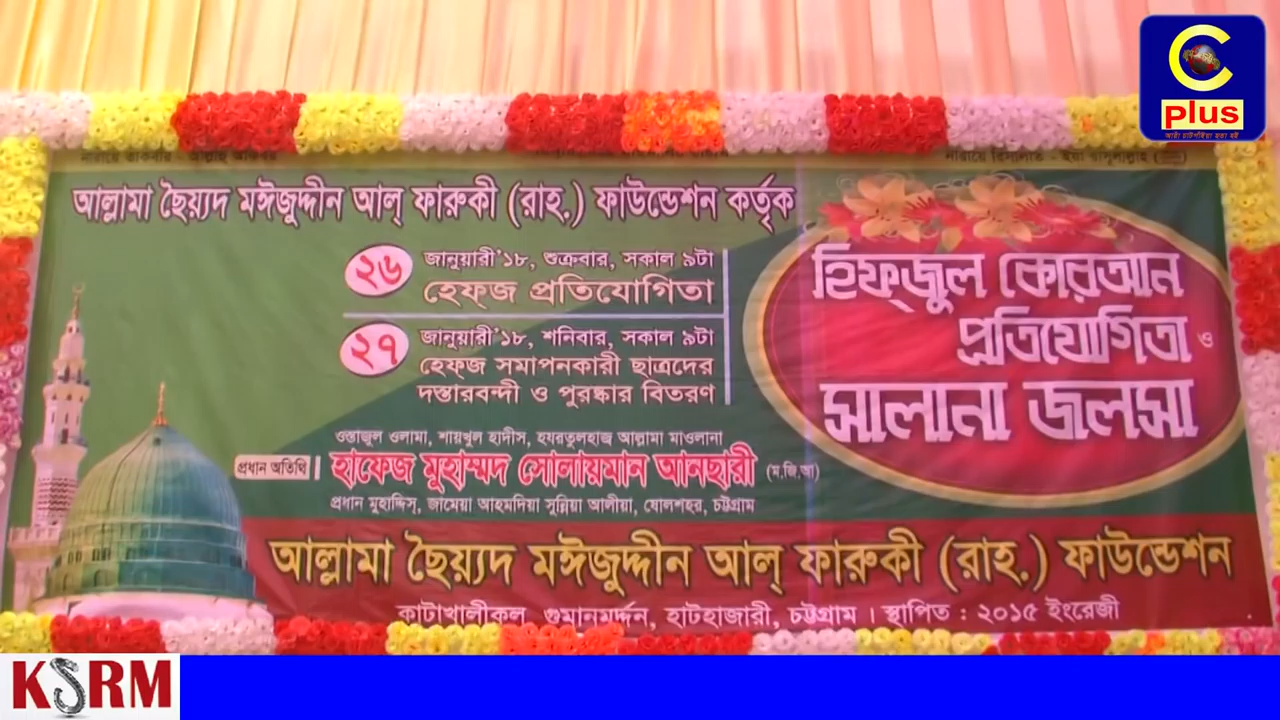 C
plus
আল্লামা ছৈয়্যদ মঈজুদ্দীন আল্ ফারুকী (রাহ.) ফাউন্ডেশন কর্তৃক
২৬ জানুয়ারী'১৮, শুক্রবার, সকাল ৯টা
হেফ্জ প্রতিযোগিতা
২৭ জানুয়ারী'১৮, শনিবার, সকাল ৯টা
হেফ্জ সমাপনকারী ছাত্রদের
দস্তারবন্দী ও পুরষ্কার বিতরণ
হিফ্জুল কোরআন
প্রতিযোগিতা ও
সালানা জলসা
ওস্তাজুল ওলামা, শায়খুল হাদীস, হযরতুলহাজ্ব আল্লামা মাওলানা
প্রধান অতিথি
হাফেজ মুহাম্মদ সোলায়মান আনছারী (ম.জি.আ)
প্রধান মুহাদ্দিস্, জামেয়া আহমদিয়া সুন্নিয়া আলীয়া, ষোলশহর, চট্টগ্রাম
আল্লামা ছৈয়্যদ মঈজুদ্দীন আল্ ফারুকী (রাহ.) ফাউন্ডেশন
কাটাখালীকুল, গুমানমর্দ্দন, হাটহাজারী, চট্টগ্রাম । স্থাপিত : ২০১৫ ইংরেজী
KSRM